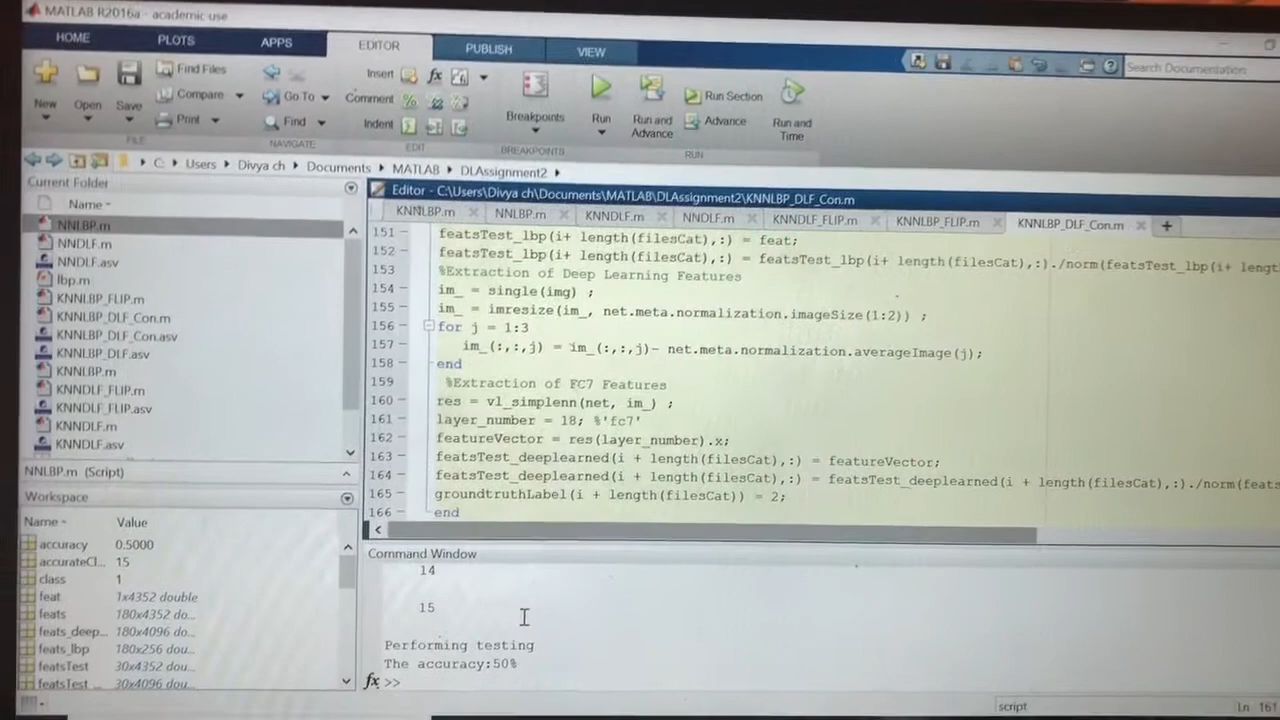 MATLAB R2016a - academic use
HOME PLOTS APPS EDITOR PUBLISH VIEW
Search Documentation
New Open Save Find Files Compare Print
FILE
Go To Find
NAVIGATE
Insert fx
Comment %
Indent
EDIT
Breakpoints
BREAKPOINTS
Run Run and Advance Run Section Advance Run and Time
RUN
C: Users Divya ch Documents MATLAB DLAssignment2
Current Folder
Name
NNLBP.m
NNDLF.m
NNDLF.asv
lbp.m
KNNLBP_FLIP.m
KNNLBP_DLF_Con.m
KNNLBP_DLF_Con.asv
KNNLBP_DLF.asv
KNNLBP.m
KNNDLF_FLIP.m
KNNDLF_FLIP.asv
KNNDLF.m
KNNDLF.asv
NNLBP.m (Script)
Workspace
Name Value
accuracy 0.5000
accurateCl... 15
class 1
feat 1x4352 double
feats 180x4352 do...
feats_deep... 180x4096 dou...
feats_lbp 180x256 dou...
featsTest 30x4352 dou...
featsTest_... 30x4096 dou...
Editor - C:\Users\Divya ch\Documents\MATLAB\DLAssignment2\KNNLBP_DLF_Con.m
KNNLBP.m NNLBP.m KNNDLF.m NNDLF.m KNNDLF_FLIP.m KNNLBP_FLIP.m KNNLBP_DLF_Con.m
151 featsTest_lbp(i+ length(filesCat),:) = feat;
152 featsTest_lbp(i+ length(filesCat),:) = featsTest_lbp(i+ length(filesCat),:)./norm(featsTest_lbp(i+ lengt
153 %Extraction of Deep Learning Features
154 im_ = single(img) ;
155 im_ = imresize(im_, net.meta.normalization.imageSize(1:2)) ;
156 for j = 1:3
157 im_(:,:,j) = im_(:,:,j)- net.meta.normalization.averageImage(j);
158 end
159 %Extraction of FC7 Features
160 res = vl_simplenn(net, im_) ;
161 layer_number = 18; %'fc7'
162 featureVector = res(layer_number).x;
163 featsTest_deeplearned(i + length(filesCat),:) = featureVector;
164 featsTest_deeplearned(i + length(filesCat),:) = featsTest_deeplearned(i + length(filesCat),:)./norm(feats
165 groundtruthLabel(i + length(filesCat)) = 2;
166 end
Command Window
14
15
Performing testing
The accuracy:50%
fx >>
script Ln 161